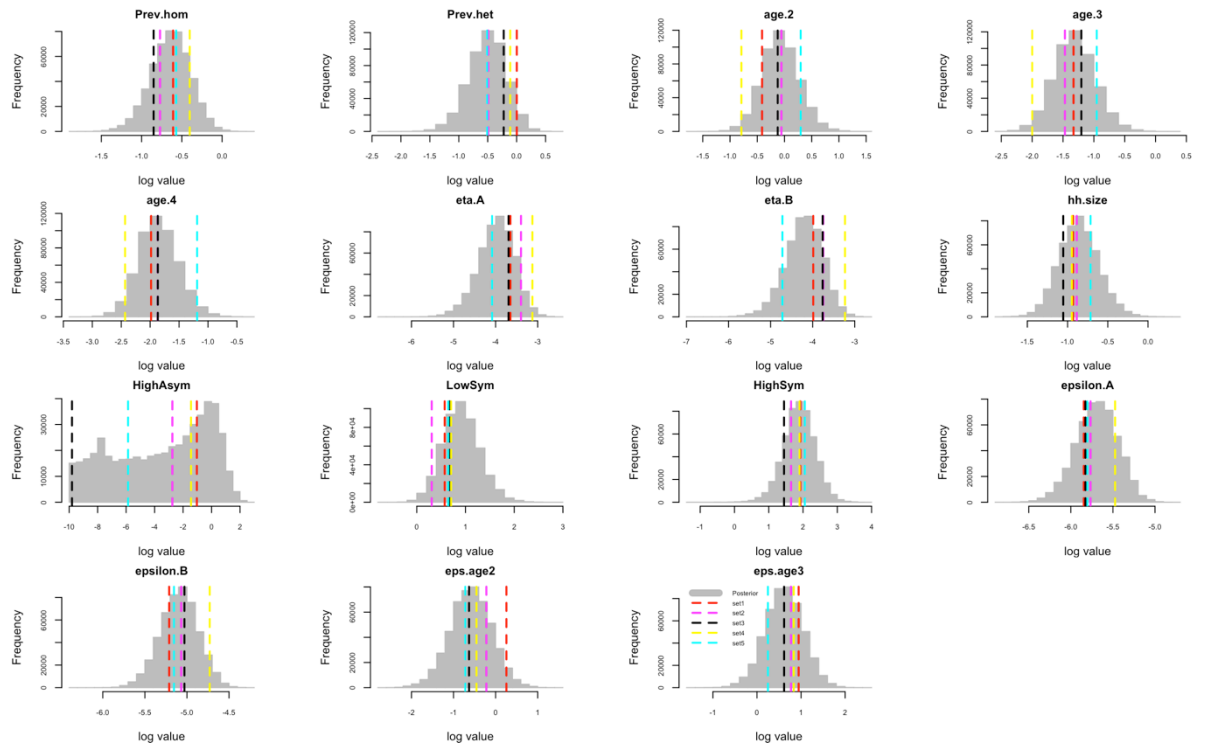 Prev.hom
Frequency
0 20000 60000
-1.5 -1.0 -0.5 0.0
log value
Prev.het
Frequency
0 40000 80000 120000
-2.5 -2.0 -1.5 -1.0 -0.5 0.0 0.5
log value
age.2
Frequency
0 40000 80000 120000
-1.5 -1.0 -0.5 0.0 0.5 1.0 1.5
log value
age.3
Frequency
0 40000 80000 120000
-2.5 -2.0 -1.5 -1.0 -0.5 0.0 0.5
log value
age.4
Frequency
0 40000 80000 120000
-3.5 -3.0 -2.5 -2.0 -1.5 -1.0 -0.5
log value
eta.A
Frequency
0 20000 60000
-6 -5 -4 -3
log value
eta.B
Frequency
0 20000 40000 60000 80000
-7 -6 -5 -4 -3
log value
hh.size
Frequency
0 20000 40000 60000 80000
-1.5 -1.0 -0.5 0.0
log value
HighAsym
Frequency
0 10000 30000
-10 -8 -6 -4 -2 0 2
log value
LowSym
Frequency
0e+00 4e+04 8e+04
0 1 2 3
log value
HighSym
Frequency
0 20000 40000 60000 80000
-1 0 1 2 3 4
log value
epsilon.A
Frequency
0 20000 40000 60000
-6.5 -6.0 -5.5 -5.0
log value
epsilon.B
Frequency
0 20000 40000 60000 80000
-6.0 -5.5 -5.0 -4.5
log value
eps.age2
Frequency
0 20000 40000 60000
-2 -1 0 1
log value
eps.age3
Frequency
0 20000 40000 60000 80000
-1 0 1 2
log value
Posterior
set1
set2
set3
set4
set5